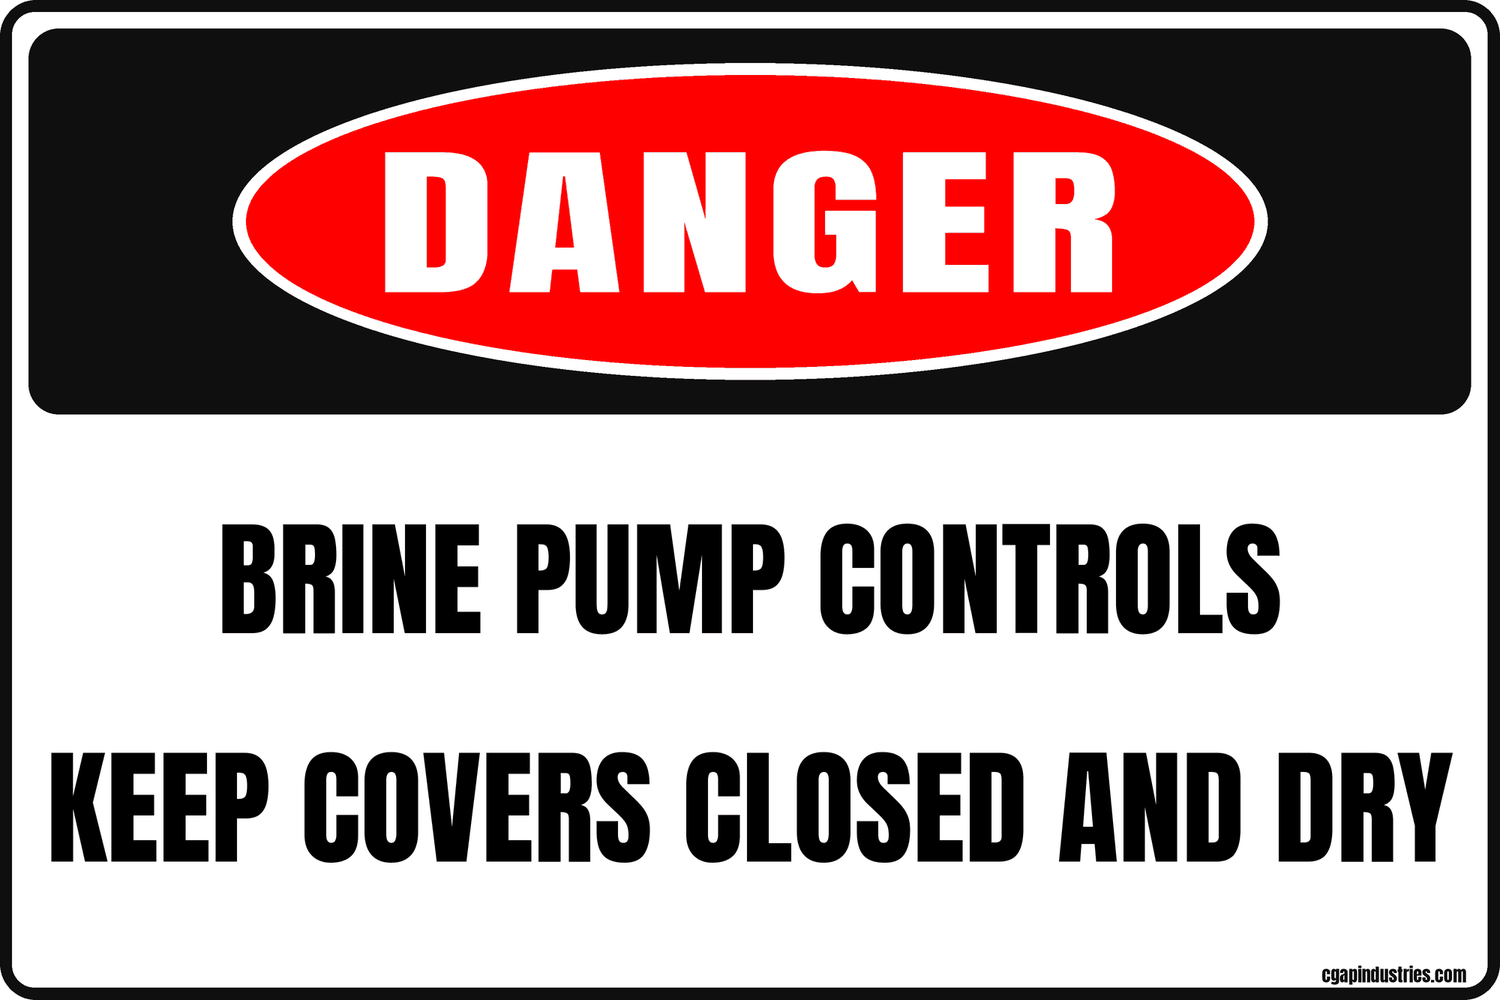 DANGER
BRINE PUMP CONTROLS
KEEP COVERS CLOSED AND DRY
cgapindustries.com